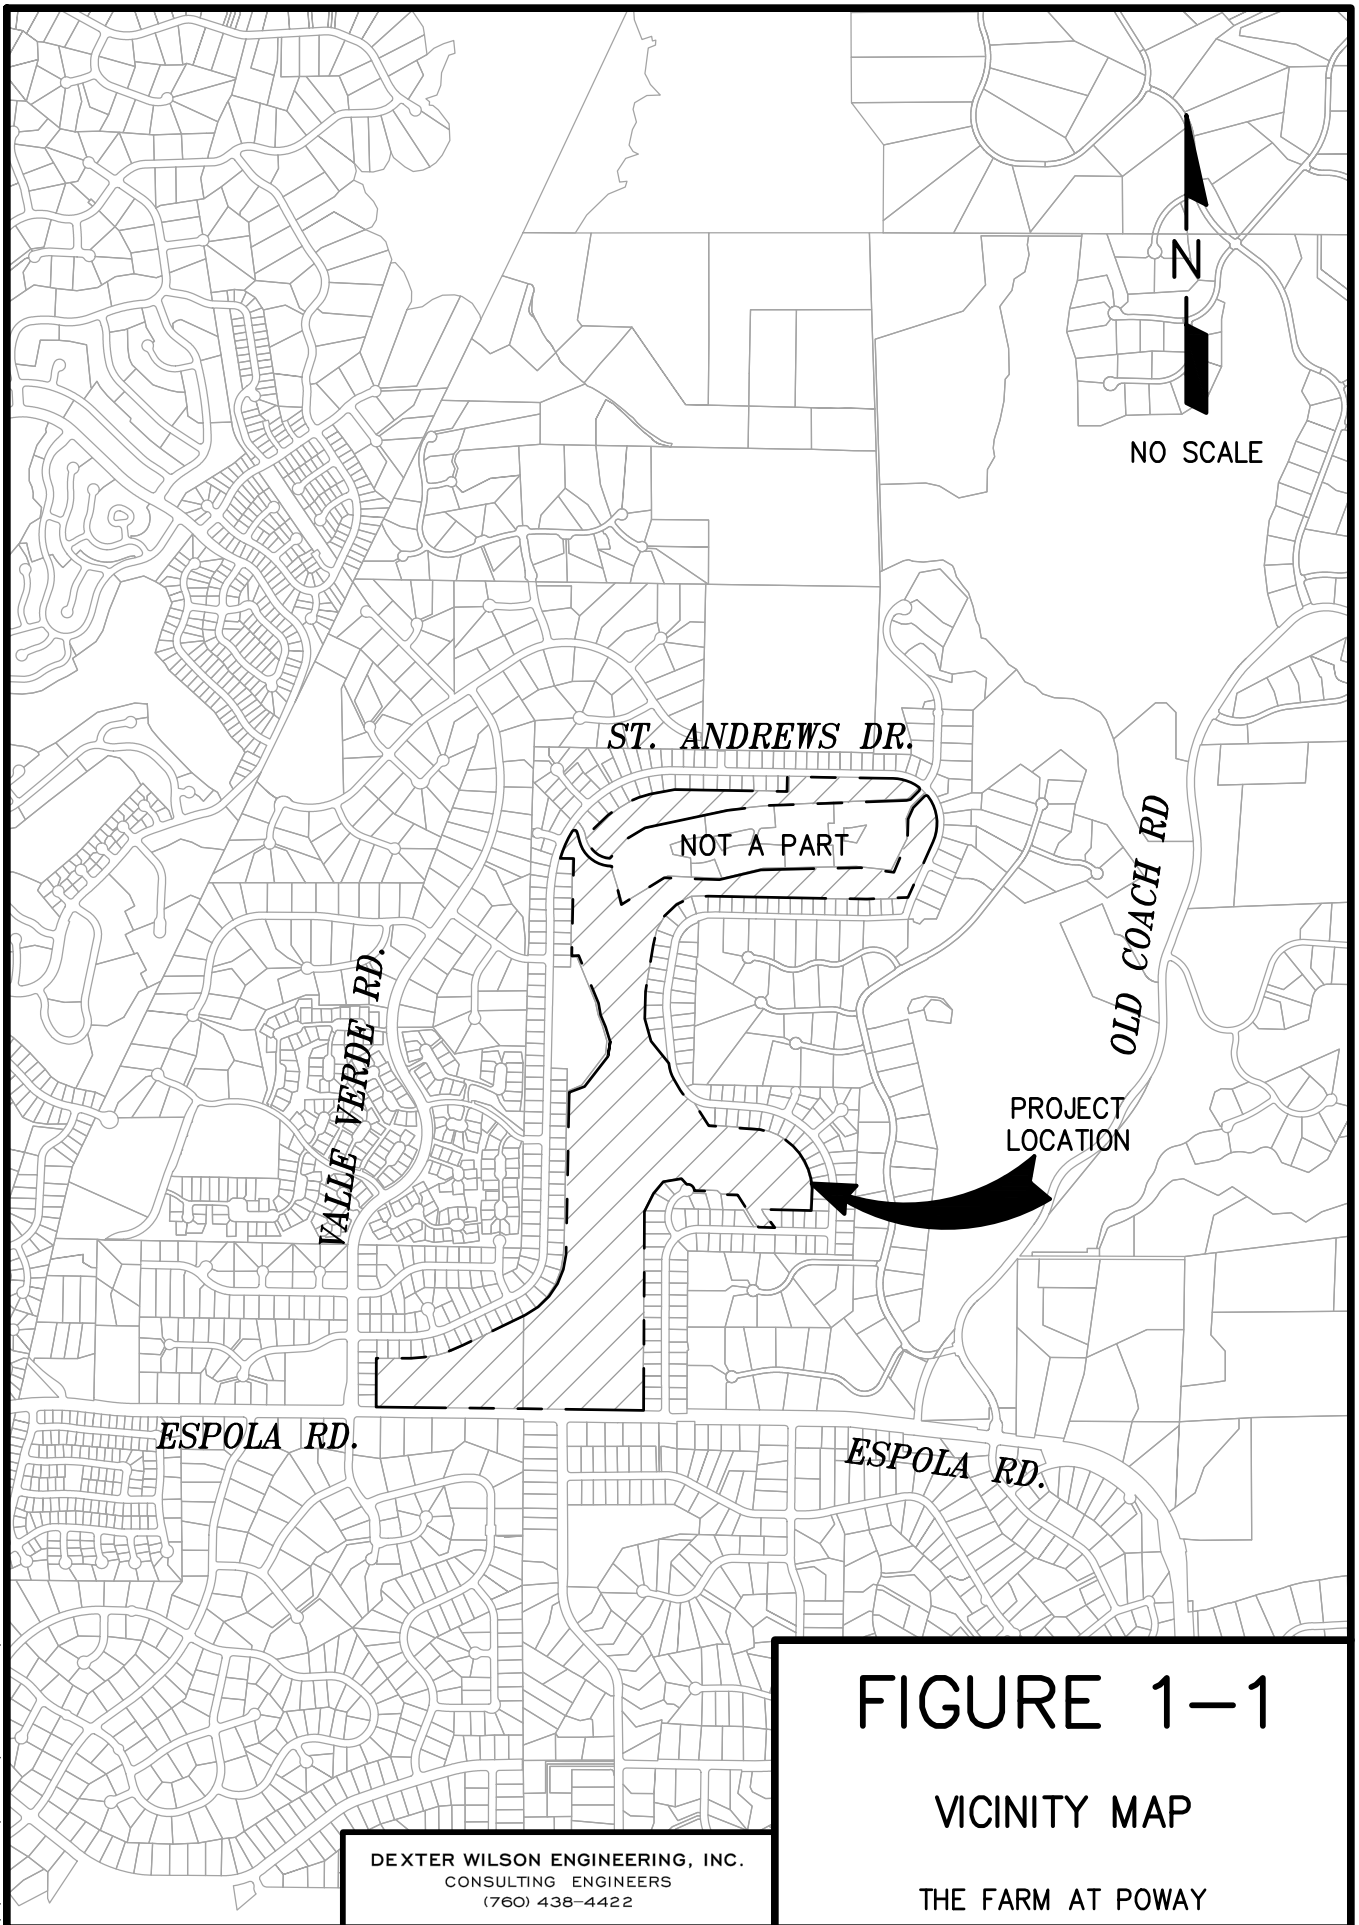 N
NO SCALE
ST. ANDREWS DR.
NOT A PART
OLD COACH RD
VALLE VERDE RD.
PROJECT
LOCATION
ESPOLA RD.
ESPOLA RD.
FIGURE 1-1
VICINITY MAP
THE FARM AT POWAY
DEXTER WILSON ENGINEERING, INC.
CONSULTING ENGINEERS
(760) 438-4422